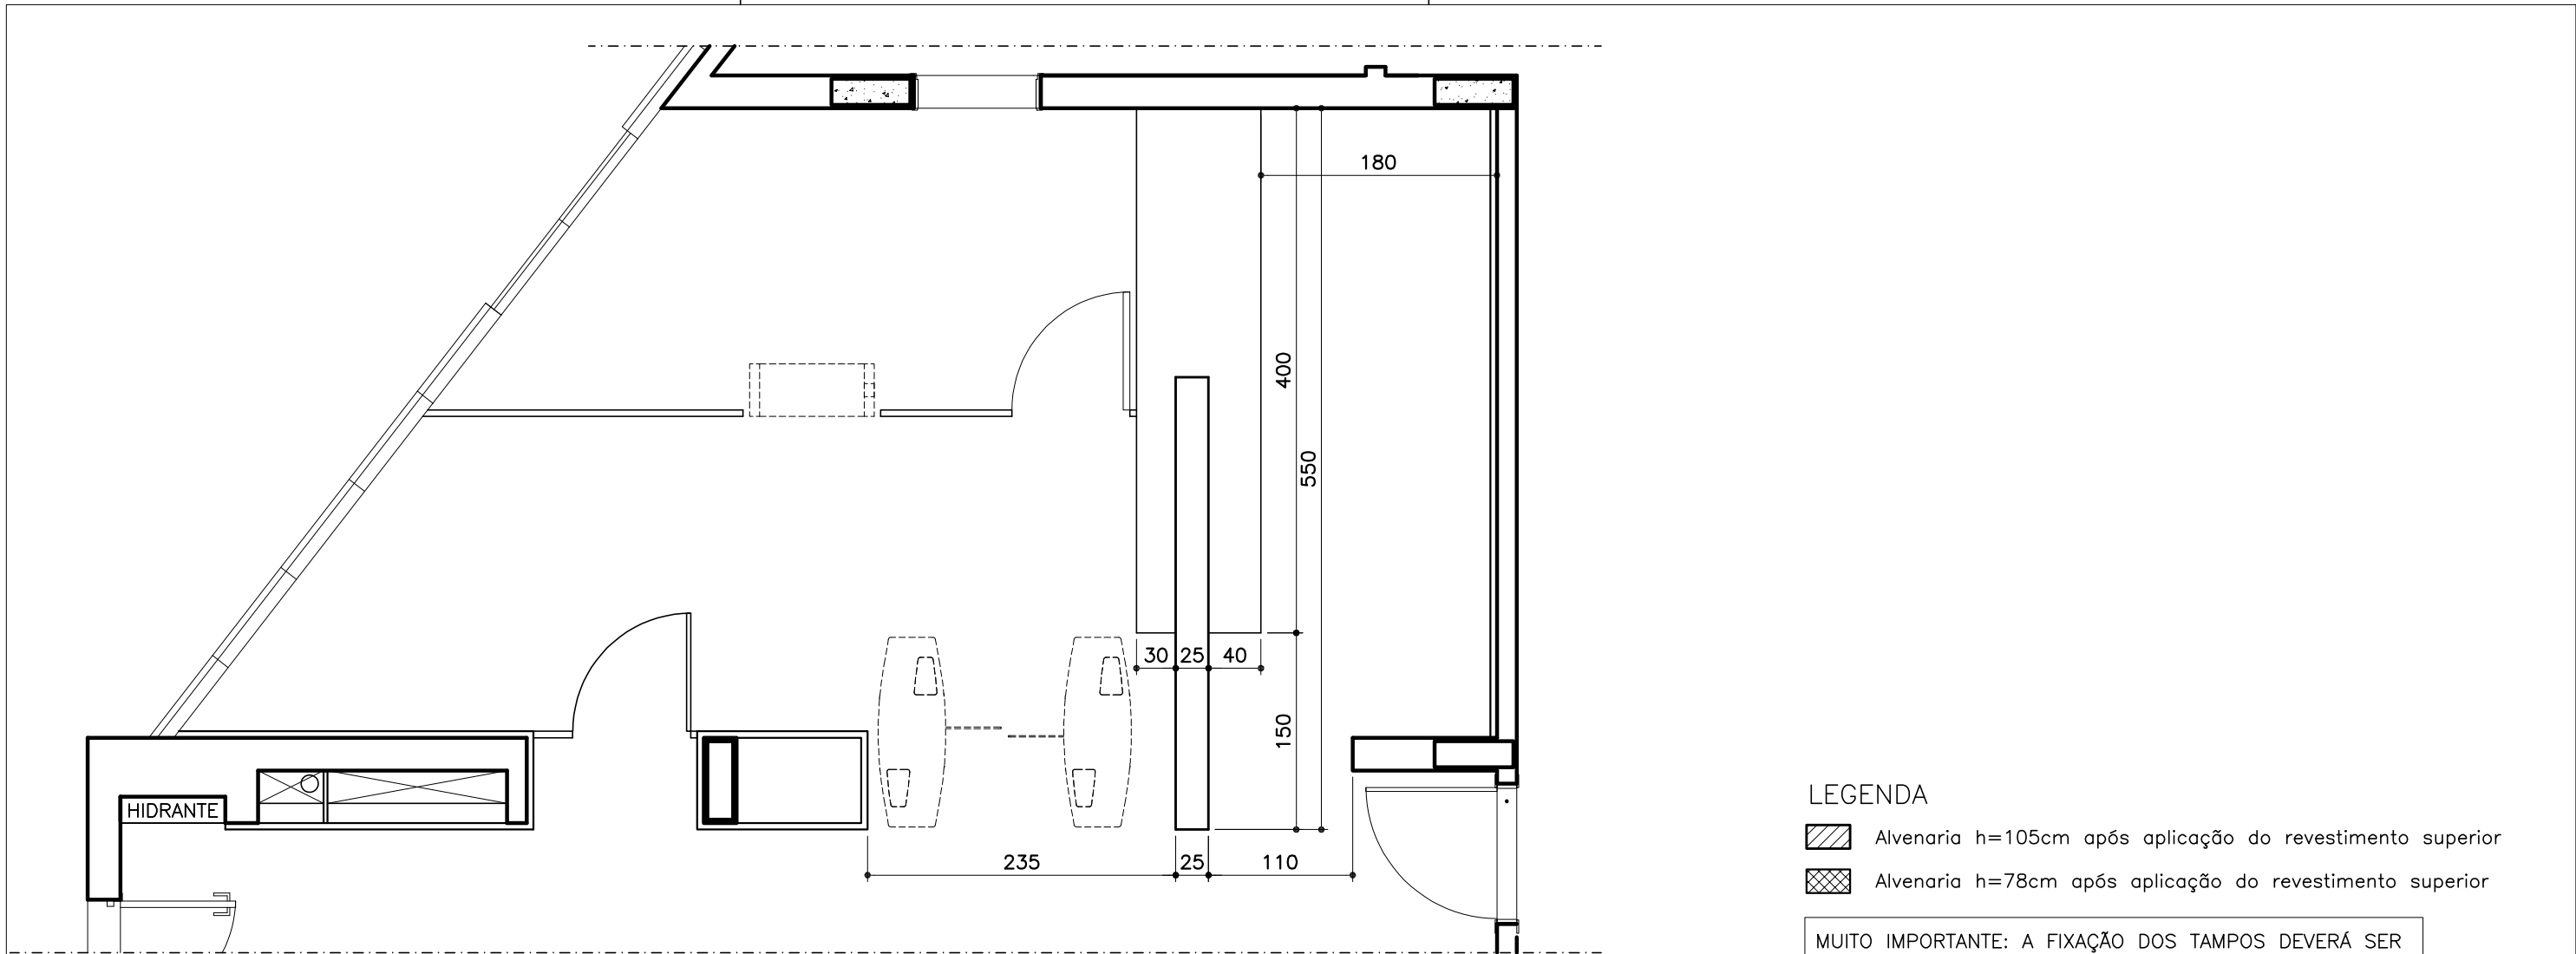 180
400
550
30 25 40
150
HIDRANTE
235 25 110
LEGENDA
Alvenaria h=105cm após aplicação do revestimento superior
Alvenaria h=78cm após aplicação do revestimento superior
MUITO IMPORTANTE: A FIXAÇÃO DOS TAMPOS DEVERÁ SER